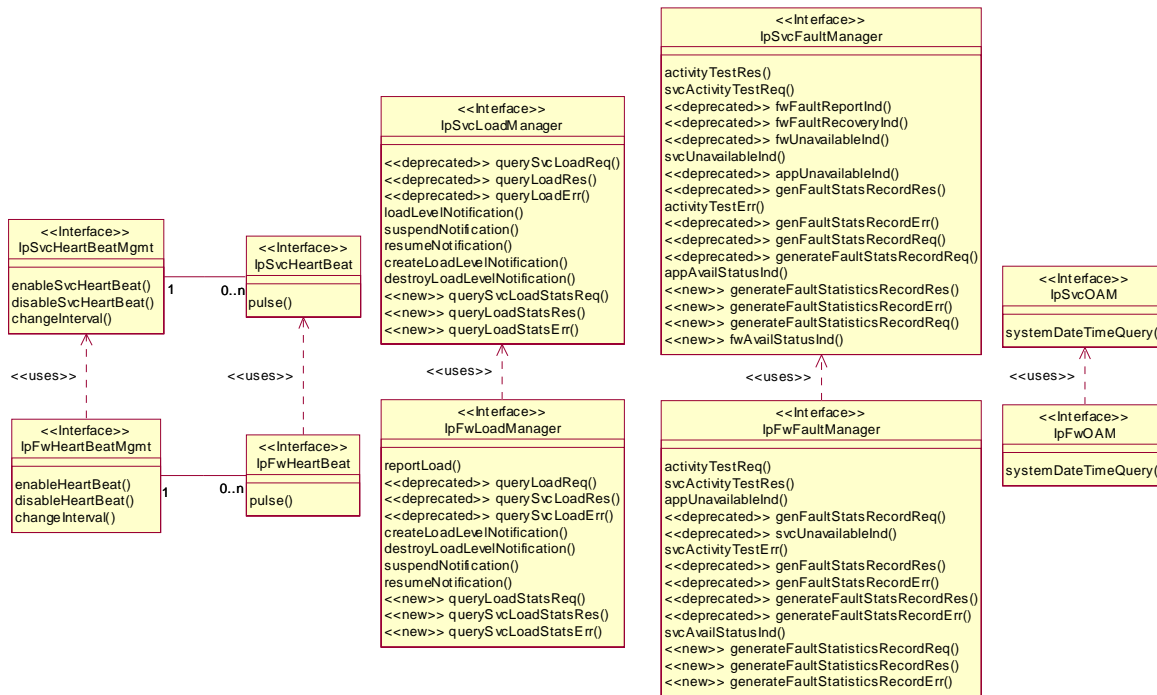 <<Interface>>
IpSvcHeartBeatMgmt
enableSvcHeartBeat()
disableSvcHeartBeat()
changeInterval()
1
0..n
<<Interface>>
IpSvcHeartBeat
pulse()
<<Interface>>
IpSvcLoadManager
<<deprecated>> querySvcLoadReq()
<<deprecated>> queryLoadRes()
<<deprecated>> queryLoadErr()
loadLevelNotification()
suspendNotification()
resumeNotification()
createLoadLevelNotification()
destroyLoadLevelNotification()
<<new>> querySvcLoadStatsReq()
<<new>> queryLoadStatsRes()
<<new>> queryLoadStatsErr()
<<Interface>>
IpSvcFaultManager
activityTestRes()
svcActivityTestReq()
<<deprecated>> fwFaultReportInd()
<<deprecated>> fwFaultRecoveryInd()
<<deprecated>> fwUnavailableInd()
svcUnavailableInd()
<<deprecated>> appUnavailableInd()
<<deprecated>> genFaultStatsRecordRes()
activityTestErr()
<<deprecated>> genFaultStatsRecordErr()
<<deprecated>> genFaultStatsRecordReq()
<<deprecated>> generateFaultStatsRecordReq()
appAvailStatusInd()
<<new>> generateFaultStatisticsRecordRes()
<<new>> generateFaultStatisticsRecordErr()
<<new>> generateFaultStatisticsRecordReq()
<<new>> fwAvailStatusInd()
<<Interface>>
IpSvcOAM
systemDateTimeQuery(
<<uses>>
<<uses>>
<<uses>>
<<uses>>
<<uses>>
<<Interface>>
IpFwHeartBeatMgmt
enableHeartBeat()
disableHeartBeat()
changeInterval()
1
0..n
<<Interface>>
IpFwHeartBeat
pulse()
<<Interface>>
IpFwLoadManager
reportLoad()
<<deprecated>> queryLoadReq()
<<deprecated>> querySvcLoadRes()
<<deprecated>> querySvcLoadErr()
createLoadLevelNotification()
destroyLoadLevelNotification()
suspendNotification()
resumeNotification()
<<new>> queryLoadStatsReq()
<<new>> querySvcLoadStatsRes()
<<new>> querySvcLoadStatsErr()
<<Interface>>
IpFwFaultManager
activityTestReq()
svcActivityTestRes()
appUnavailableInd()
<<deprecated>> genFaultStatsRecordReq()
<<deprecated>> svcUnavailableInd()
svcActivityTestErr()
<<deprecated>> genFaultStatsRecordRes()
<<deprecated>> genFaultStatsRecordErr()
<<deprecated>> generateFaultStatsRecordRes()
<<deprecated>> generateFaultStatsRecordErr()
svcAvailStatusInd()
<<new>> generateFaultStatisticsRecordReq()
<<new>> generateFaultStatisticsRecordRes()
<<new>> generateFaultStatisticsRecordErr()
<<Interface>>
IpFwOAM
systemDateTimeQuery(